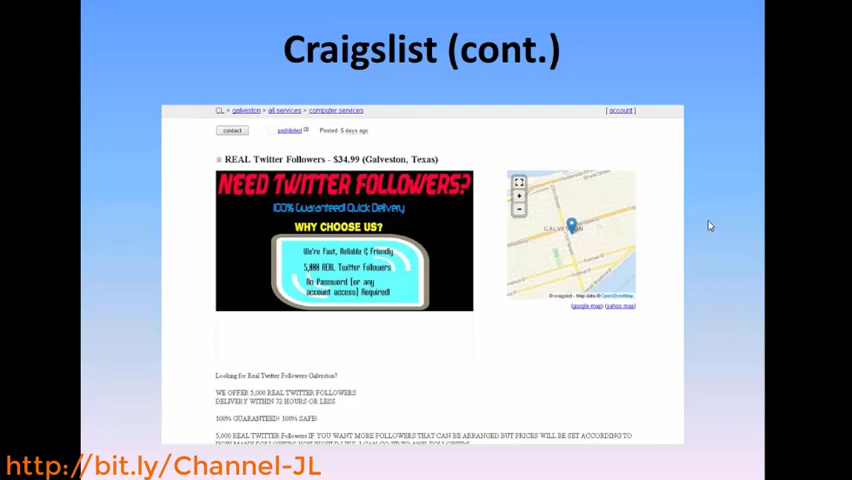 Craigslist (cont.)
CL > galveston > all services > computer services [ account ]
contact prohibited Posted 5 days ago
☆ REAL Twitter Followers - $34.99 (Galveston, Texas)
NEED TWITTER FOLLOWERS?
100% Guaranteed! Quick Delivery
WHY CHOOSE US?
We're Fast, Reliable & Friendly
5,000 REAL Twitter Followers
No Password (or any
account access) Required!
GALVESTON
© craigslist - Map data © OpenStreetMap
(google map) (yahoo map)
Looking for Real Twitter Followers Galveston?
WE OFFER 5,000 REAL TWITTER FOLLOWERS
DELIVERY WITHIN 72 HOURS OR LESS.
100% GUARANTEED! 100% SAFE!
5,000 REAL TWITTER Followers IF YOU WANT MORE FOLLOWERS THAT CAN BE ARRANGED BUT PRICES WILL BE SET ACCORDING TO
http://bit.ly/Channel-JL